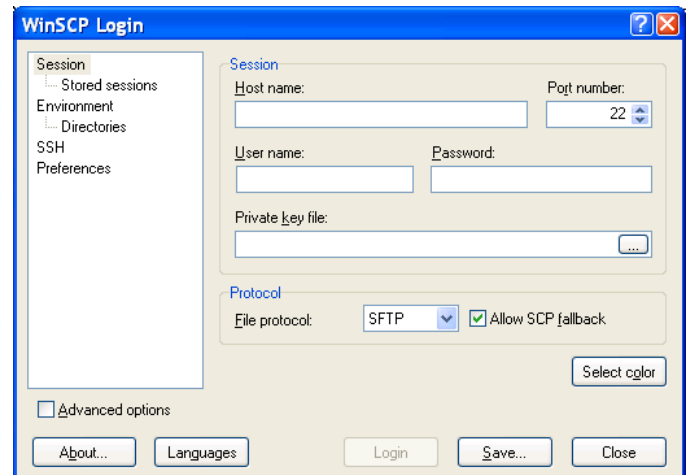 WinSCP Login
Session
Stored sessions
Environment
Directories
SSH
Preferences
Session
Host name:
Port number:
22
User name:
Password:
Private key file:
...
Protocol
File protocol:
SFTP
Allow SCP fallback
Select color
Advanced options
About...
Languages
Login
Save...
Close